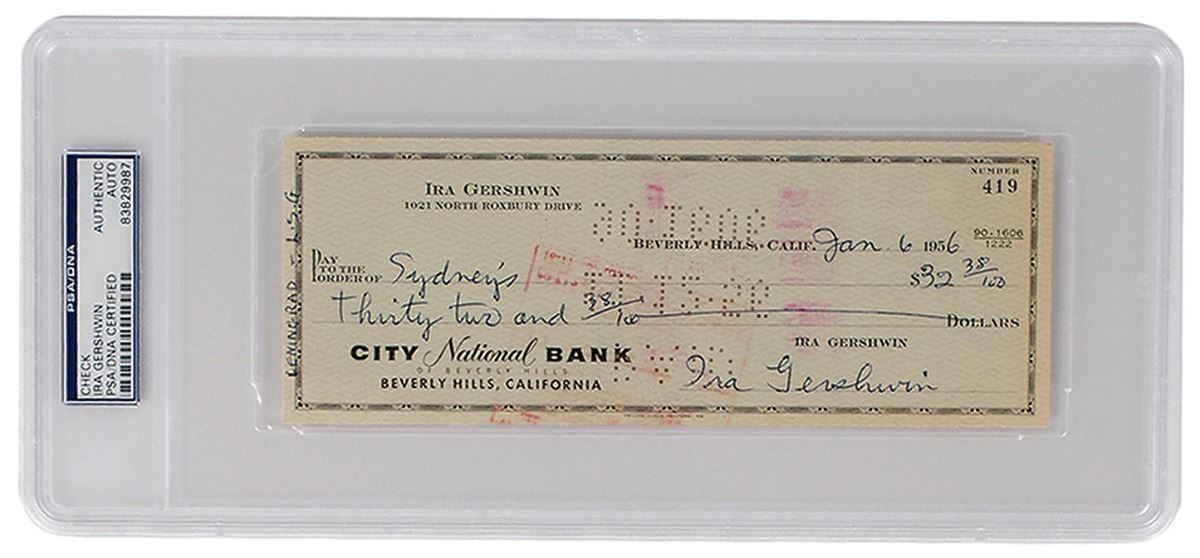 PSA/DNA
CHECK
IRA GERSHWIN
PSA/DNA CERTIFIED
AUTHENTIC
AUTO
83829987
LENINGRAD - L.S.G
IRA GERSHWIN
1021 NORTH ROXBURY DRIVE
NUMBER
419
BEVERLY HILLS, CALIF. Jan 6 1956
90-1606
1222
PAY
TO THE
ORDER OF Sydney's $32 38/100
Thirty two and 38/100 DOLLARS
IRA GERSHWIN
CITY National BANK
OF BEVERLY HILLS
BEVERLY HILLS, CALIFORNIA
Ira Gershwin